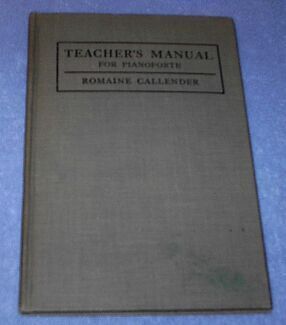 TEACHER'S MANUAL
FOR PIANOFORTE
ROMAINE CALLENDER